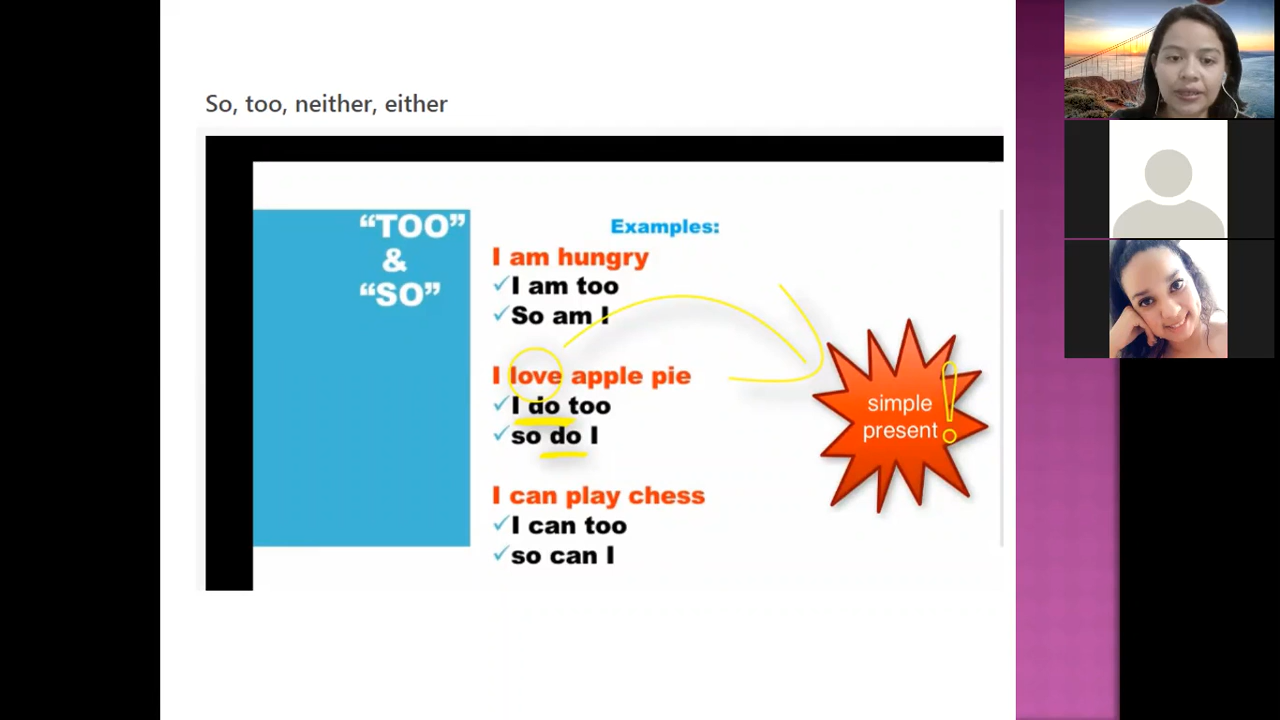 So, too, neither, either
“TOO”
&
“SO”
Examples:
I am hungry
I am too
So am I
I love apple pie
I do too
so do I
I can play chess
I can too
so can I
simple
present !